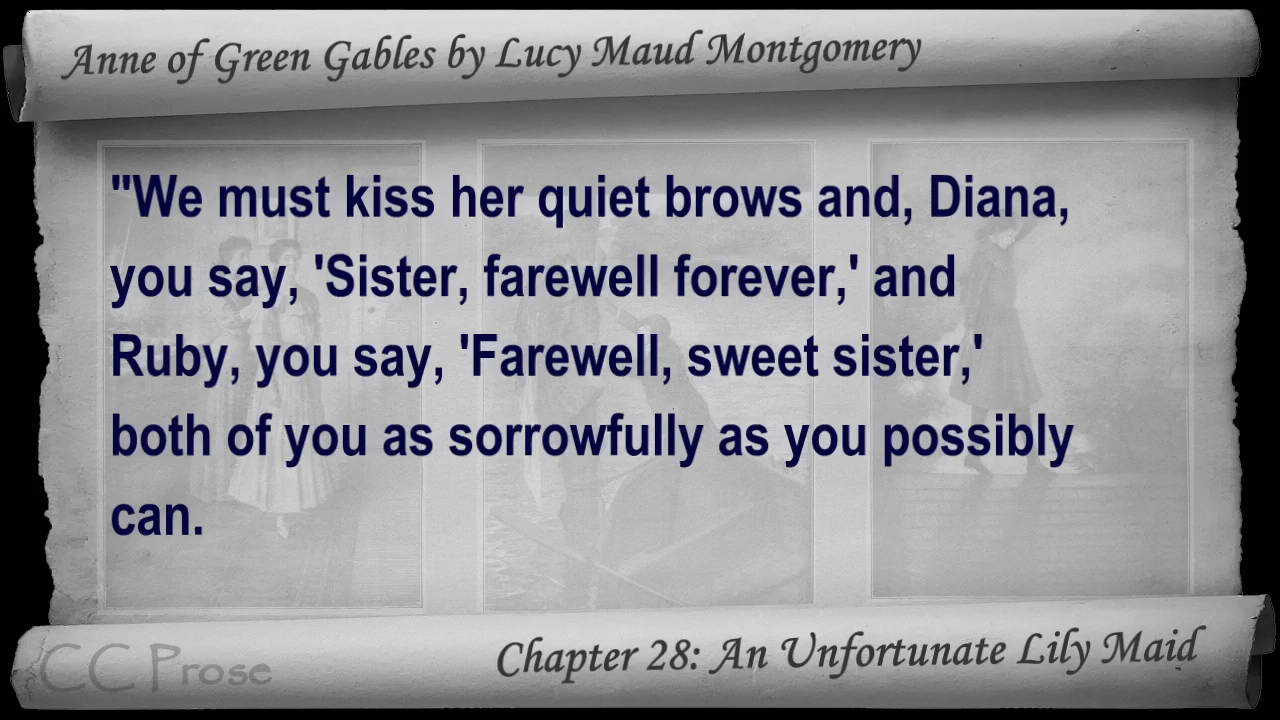 Anne of Green Gables by Lucy Maud Montgomery
"We must kiss her quiet brows and, Diana,
you say, 'Sister, farewell forever,' and
Ruby, you say, 'Farewell, sweet sister,'
both of you as sorrowfully as you possibly
can.
CC Prose
Chapter 28: An Unfortunate Lily Maid